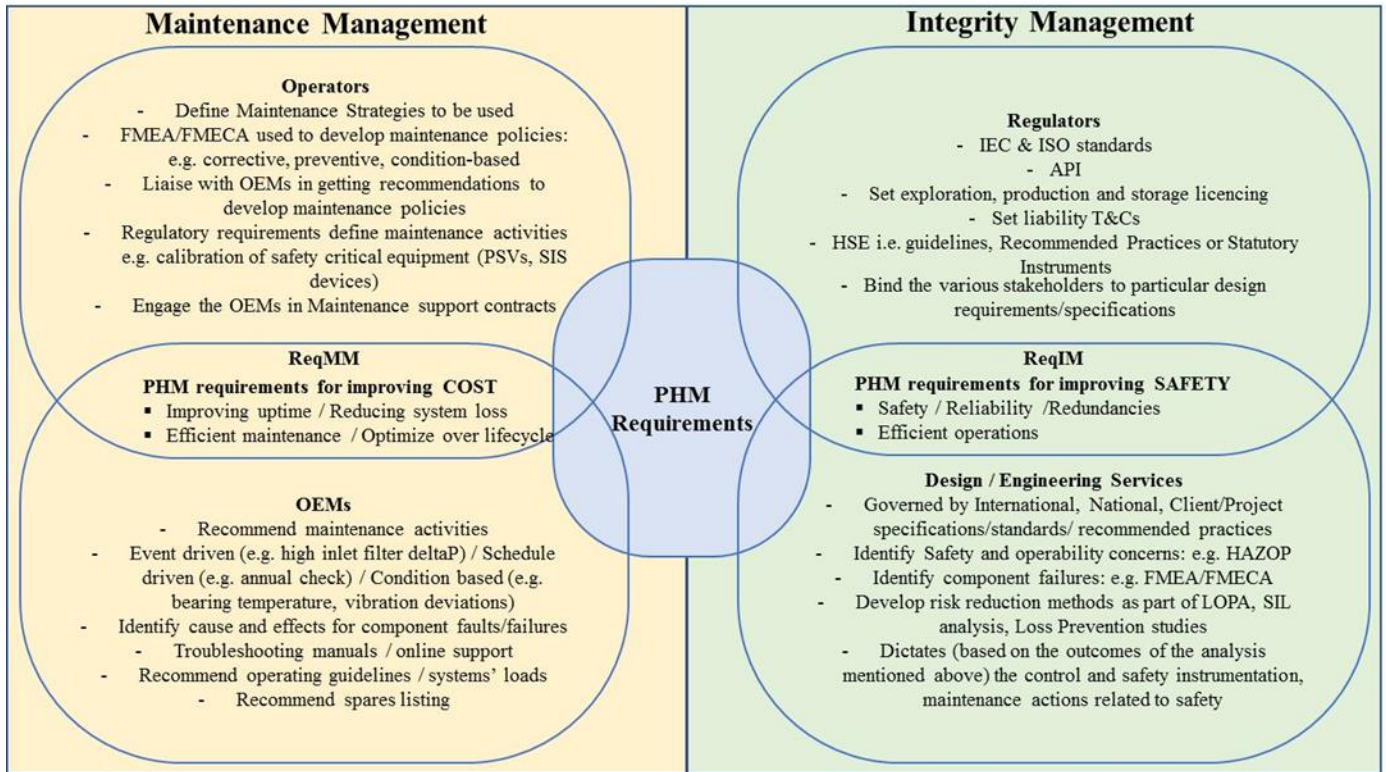 Maintenance Management
Operators
- Define Maintenance Strategies to be used
- FMEA/FMECA used to develop maintenance policies:
e.g. corrective, preventive, condition-based
- Liaise with OEMs in getting recommendations to
develop maintenance policies
- Regulatory requirements define maintenance activities
e.g. calibration of safety critical equipment (PSVs, SIS
devices)
- Engage the OEMs in Maintenance support contracts
ReqMM
PHM requirements for improving COST
▪ Improving uptime / Reducing system loss
▪ Efficient maintenance / Optimize over lifecycle
OEMs
- Recommend maintenance activities
- Event driven (e.g. high inlet filter deltaP) / Schedule
driven (e.g. annual check) / Condition based (e.g.
bearing temperature, vibration deviations)
- Identify cause and effects for component faults/failures
- Troubleshooting manuals / online support
- Recommend operating guidelines / systems’ loads
- Recommend spares listing
PHM
Requirements
Integrity Management
Regulators
- IEC & ISO standards
- API
- Set exploration, production and storage licencing
- Set liability T&Cs
- HSE i.e. guidelines, Recommended Practices or Statutory
Instruments
- Bind the various stakeholders to particular design
requirements/specifications
ReqIM
PHM requirements for improving SAFETY
▪ Safety / Reliability /Redundancies
▪ Efficient operations
Design / Engineering Services
- Governed by International, National, Client/Project
specifications/standards/ recommended practices
- Identify Safety and operability concerns: e.g. HAZOP
- Identify component failures: e.g. FMEA/FMECA
- Develop risk reduction methods as part of LOPA, SIL
analysis, Loss Prevention studies
- Dictates (based on the outcomes of the analysis
mentioned above) the control and safety instrumentation,
maintenance actions related to safety